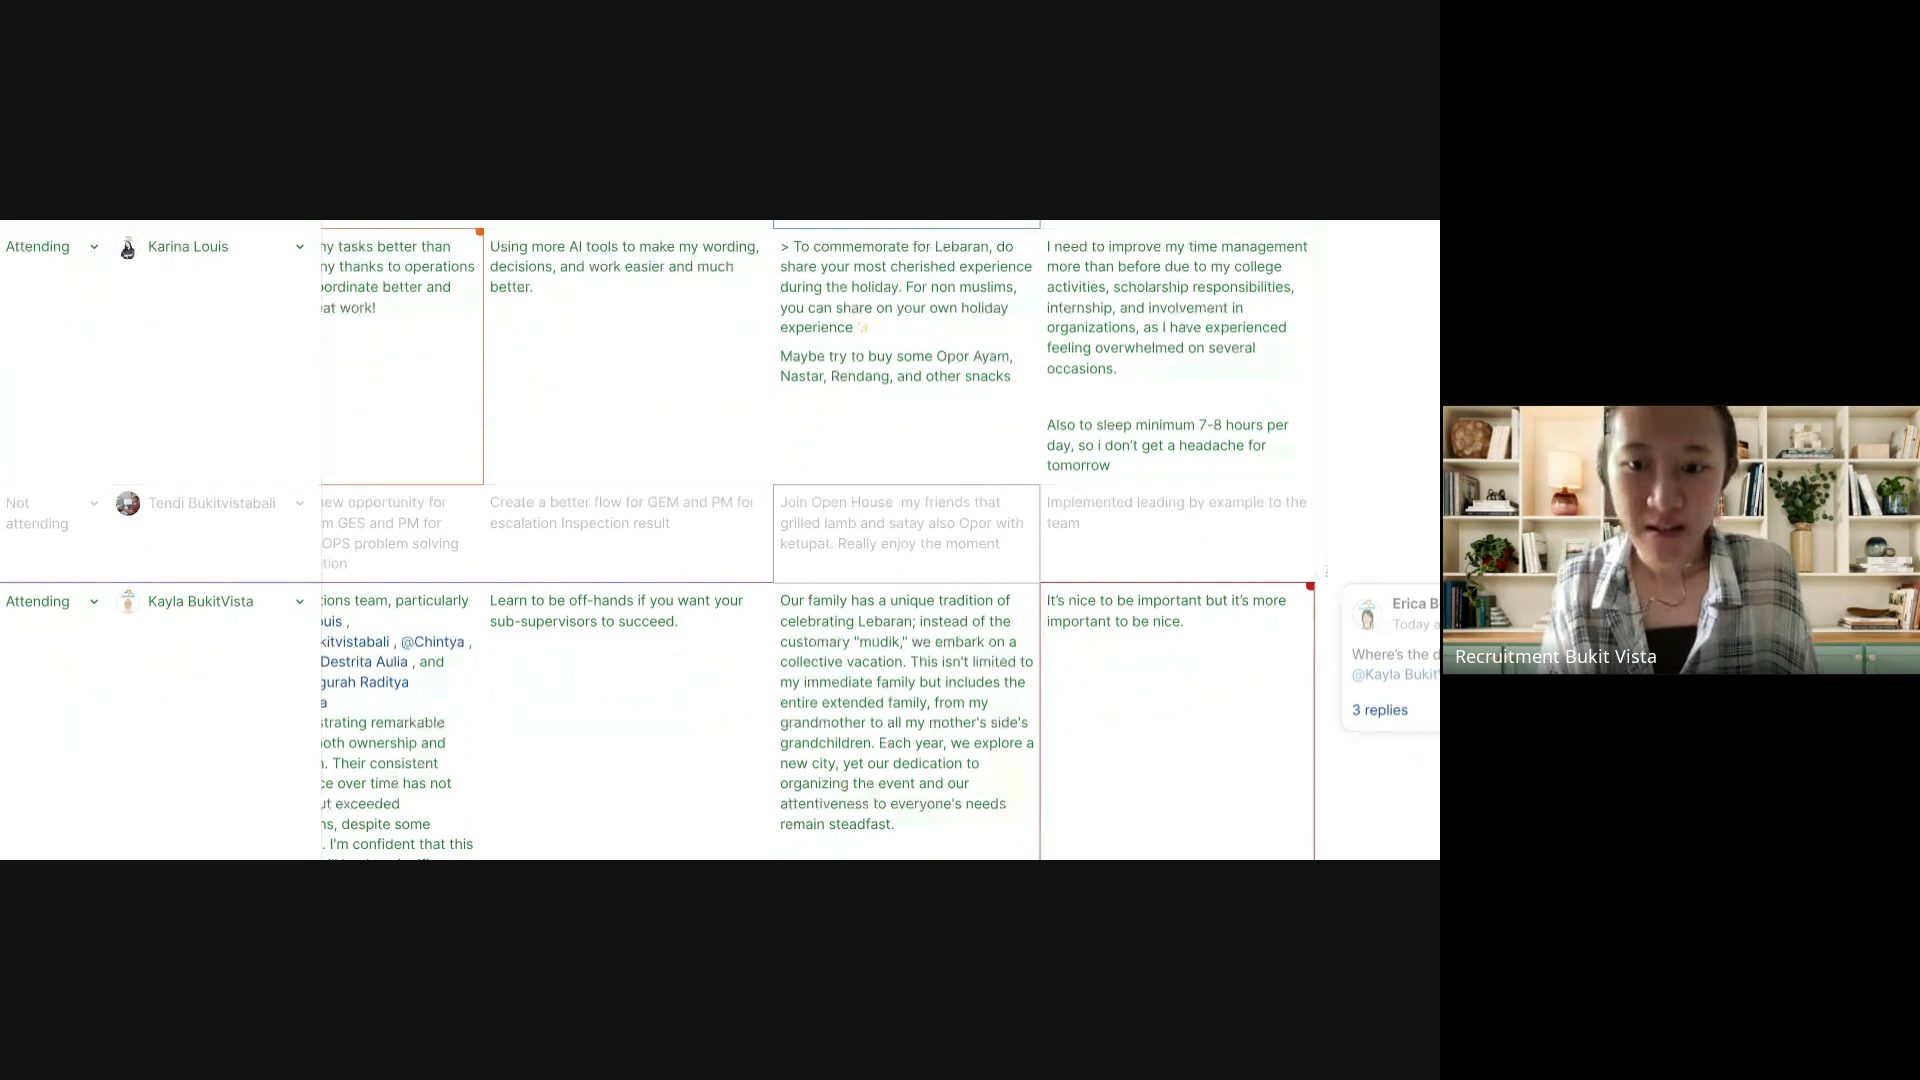 Attending
Karina Louis
ny tasks better than
ny thanks to operations
oordinate better and
eat work!
Using more AI tools to make my wording,
decisions, and work easier and much
better.
> To commemorate for Lebaran, do
share your most cherished experience
during the holiday. For non muslims,
you can share on your own holiday
experience ✨
Maybe try to buy some Opor Ayam,
Nastar, Rendang, and other snacks
I need to improve my time management
more than before due to my college
activities, scholarship responsibilities,
internship, and involvement in
organizations, as I have experienced
feeling overwhelmed on several
occasions.
Also to sleep minimum 7-8 hours per
day, so i don't get a headache for
tomorrow
Not
attending
Tendi Bukitvistabali
new opportunity for
m GES and PM for
OPS problem solving
tion
Create a better flow for GEM and PM for
escalation Inspection result
Join Open House my friends that
grilled lamb and satay also Opor with
ketupat. Really enjoy the moment
Implemented leading by example to the
team
Attending
Kayla BukitVista
tions team, particularly
ouis ,
kitvistabali , @Chintya ,
Destrita Aulia , and
gurah Raditya
a
strating remarkable
both ownership and
n. Their consistent
ce over time has not
ut exceeded
ns, despite some
. I'm confident that this
Learn to be off-hands if you want your
sub-supervisors to succeed.
Our family has a unique tradition of
celebrating Lebaran; instead of the
customary "mudik," we embark on a
collective vacation. This isn't limited to
my immediate family but includes the
entire extended family, from my
grandmother to all my mother's side's
grandchildren. Each year, we explore a
new city, yet our dedication to
organizing the event and our
attentiveness to everyone's needs
remain steadfast.
It's nice to be important but it's more
important to be nice.
Erica B
Today a
Where's the d
@Kayla Bukit
3 replies
Recruitment Bukit Vista